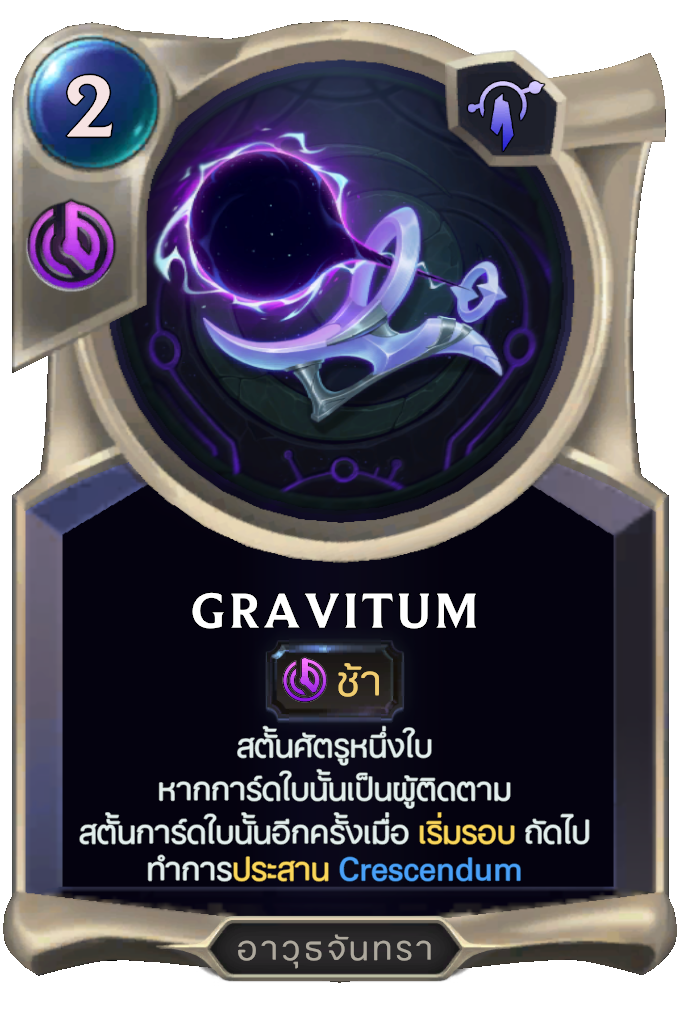 2
GRAVITUM
ช้า
สตั้นศัตรูหนึ่งใบ
หากการ์ดใบนั้นเป็นผู้ติดตาม
สตั้นการ์ดใบนั้นอีกครั้งเมื่อ เริ่มรอบ ถัดไป
ทำการประสาน Crescendum
อาวุธจันทรา